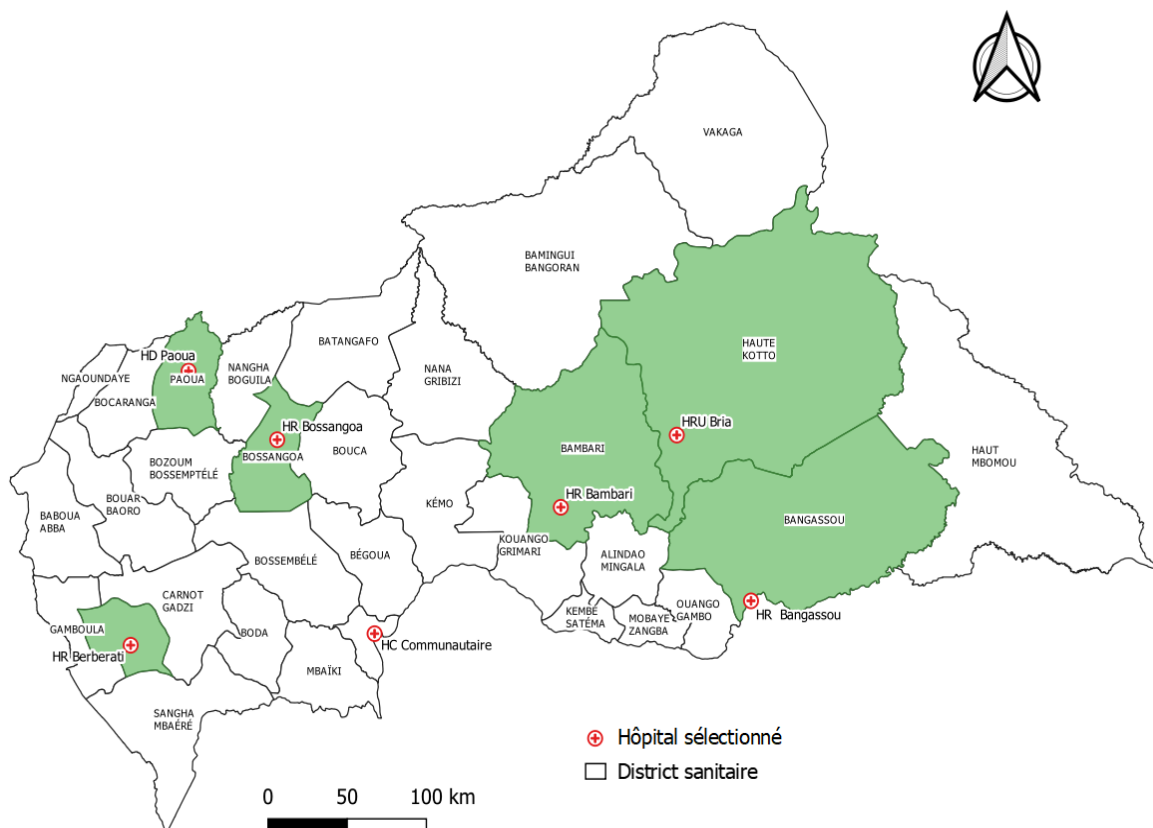 VAKAGA
BAMINGUI
BANGORAN
HAUTE
KOTTO
BATANGAFO
HD Paoua
PAOUA
NANGHA
BOGUILA
NANA
GRIBIZI
NGAOUNDAYE
BOCARANGA
HR Bossangoa
BOSSANGOA
BOUCA
BAMBARI
HRU Bria
HAUT
MBOMOU
BOZOUM
BOSSEMPTÉLÉ
BOUAR
BAORO
BABOUA
ABBA
KÉMO
HR Bambari
BANGASSOU
KOUANGO
GRIMARI
BOSSEMBÉLÉ
BÉGOUA
ALINDAO
MINGALA
CARNOT
GADZI
KEMBÉ
SATÉMA
MOBAYE
ZANGBA
OUANGO
GAMBO
HR Bangassou
GAMBOULA
HR Berberati
BODA
HC Communautaire
MBAÏKI
SANGHA
MBAÉRÉ
Hôpital sélectionné
District sanitaire
0 50 100 km